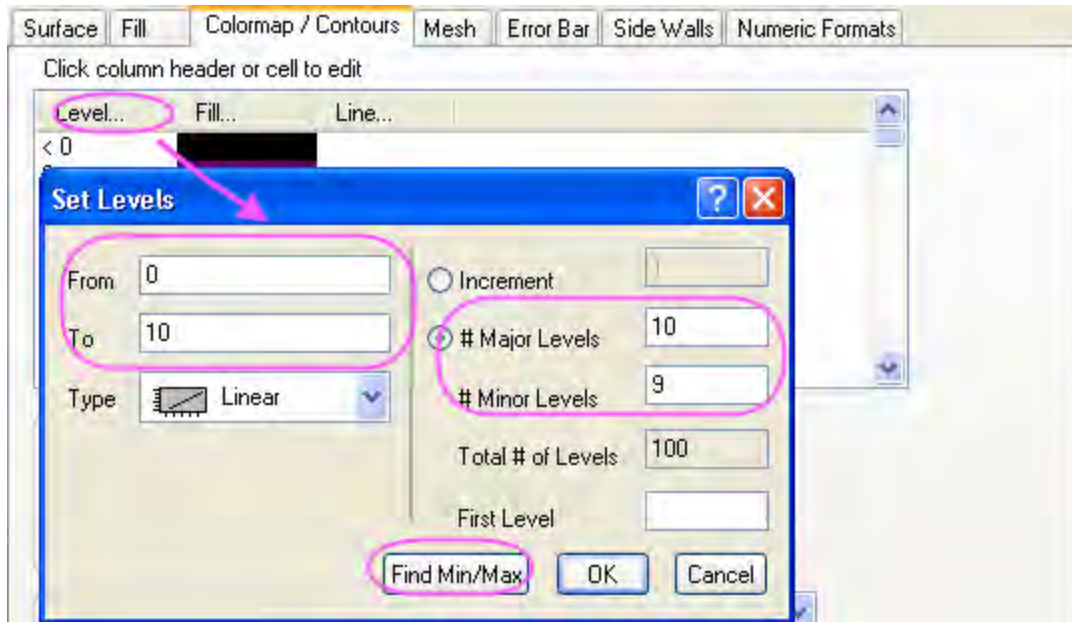 Surface Fill Colormap / Contours Mesh Error Bar Side Walls Numeric Formats
Click column header or cell to edit
Level... Fill... Line...
< 0
Set Levels
From 0
To 10
Type Linear
Increment
# Major Levels 10
# Minor Levels 9
Total # of Levels 100
First Level
Find Min/Max OK Cancel